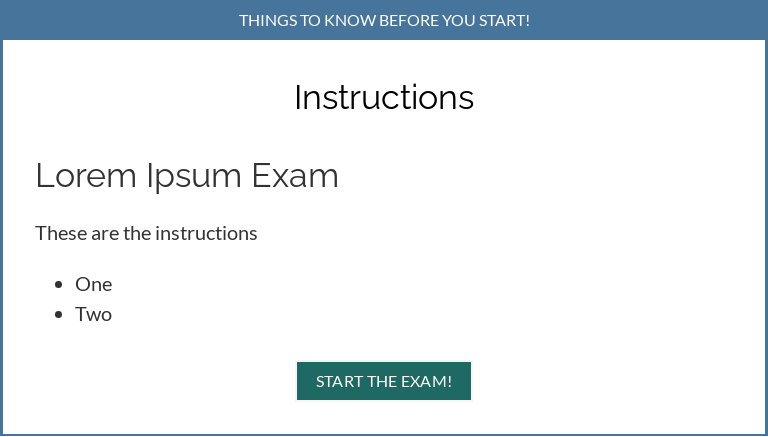 THINGS TO KNOW BEFORE YOU START!
Instructions
Lorem Ipsum Exam
These are the instructions
One
Two
START THE EXAM!